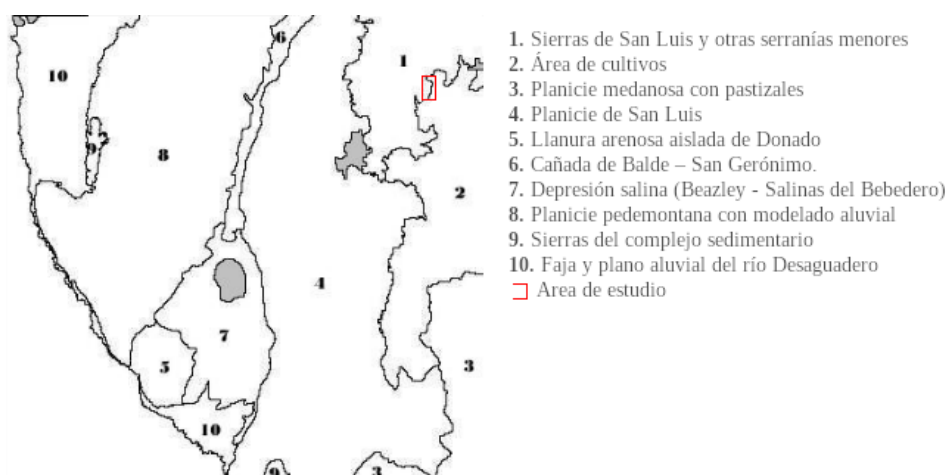 6
1
10
9
8
2
4
7
5
3
10
9
3
1. Sierras de San Luis y otras serranías menores
2. Área de cultivos
3. Planicie medanosa con pastizales
4. Planicie de San Luis
5. Llanura arenosa aislada de Donado
6. Cañada de Balde – San Gerónimo.
7. Depresión salina (Beazley - Salinas del Bebedero)
8. Planicie pedemontana con modelado aluvial
9. Sierras del complejo sedimentario
10. Faja y plano aluvial del río Desaguadero
Area de estudio